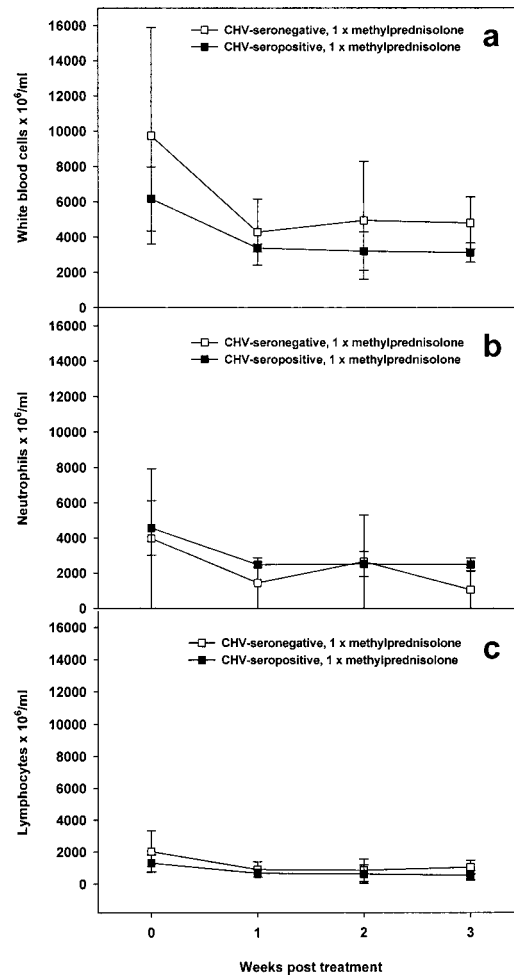 16000
14000
12000
10000
8000
6000
4000
2000
0
White blood cells x 10⁶/ml
CHV-seronegative, 1 x methylprednisolone
CHV-seropositive, 1 x methylprednisolone
a
16000
14000
12000
10000
8000
6000
4000
2000
0
Neutrophils x 10⁶/ml
CHV-seronegative, 1 x methylprednisolone
CHV-seropositive, 1 x methylprednisolone
b
16000
14000
12000
10000
8000
6000
4000
2000
0
Lymphocytes x 10⁶/ml
CHV-seronegative, 1 x methylprednisolone
CHV-seropositive, 1 x methylprednisolone
c
0 1 2 3
Weeks post treatment